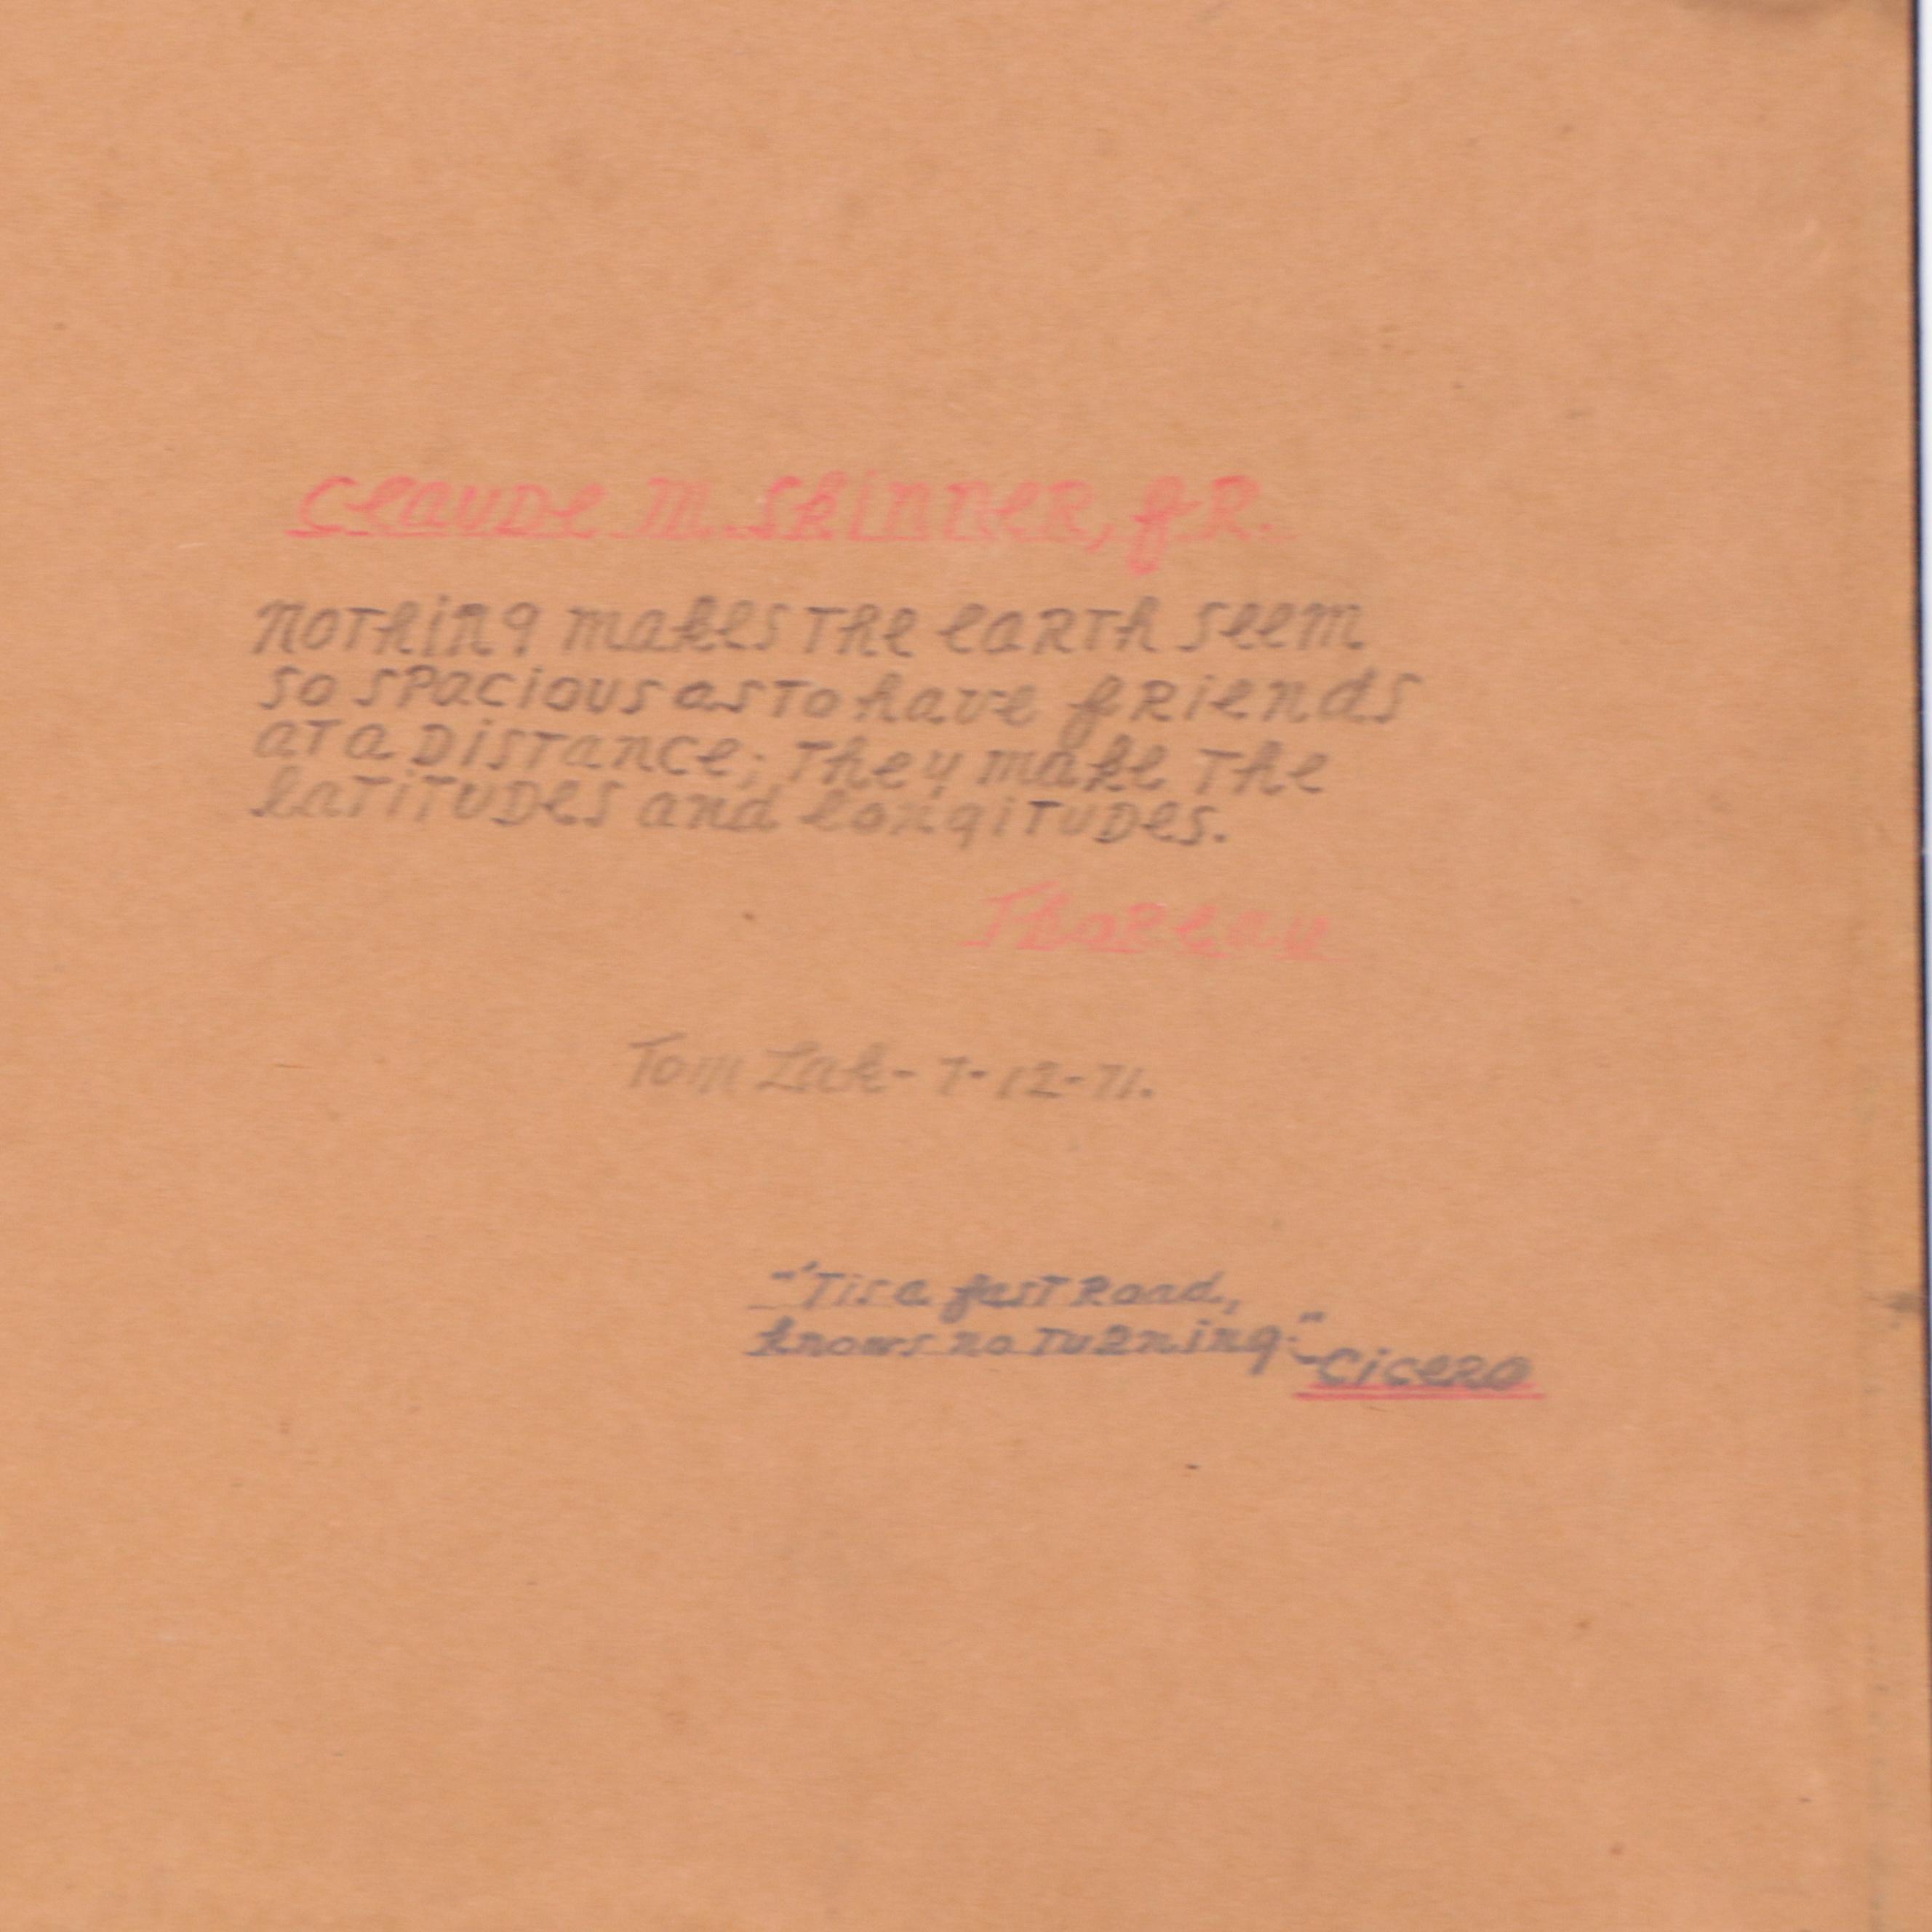 Claude M. Skinner, JR.
Nothing makes the earth seem
so spacious as to have friends
at a distance; They make the
latitudes and longitudes.
Thoreau
Tom Zak - 7-12-71.
"'Tis a fast Road,
knows no turning." - Cicero